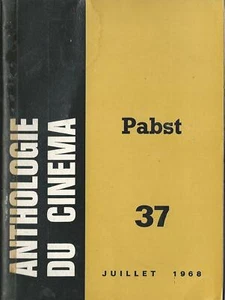 ANTHOLOGIE
DU CINEMA
Pabst
37
JUILLET 1968